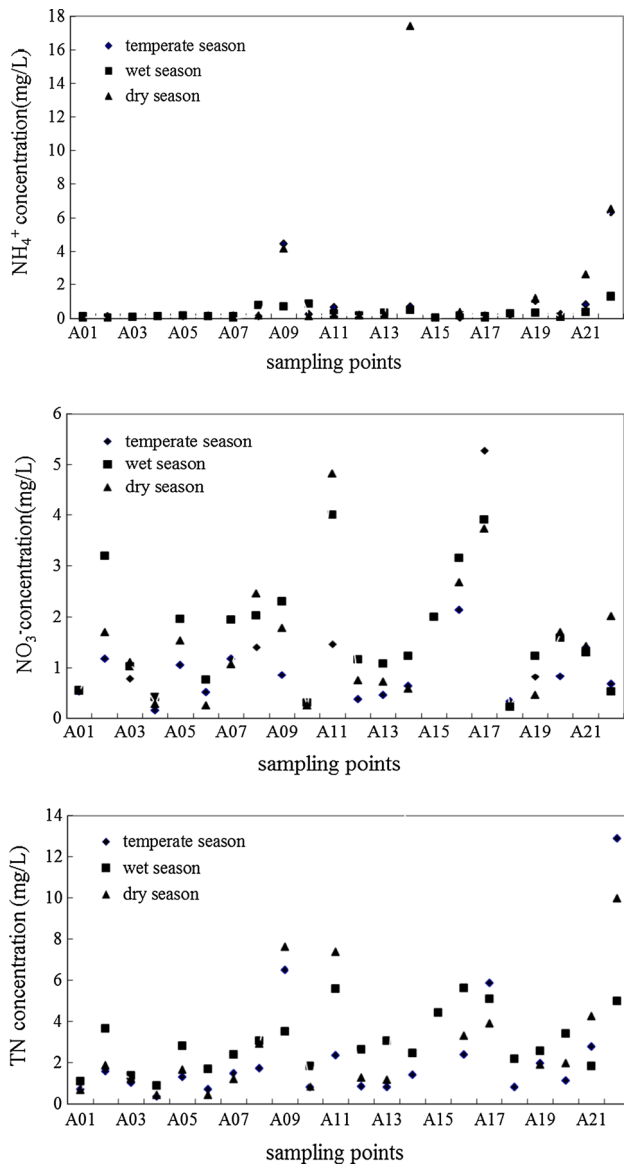 18
16
14
12
10
8
6
4
2
0
NH₄⁺ concentration(mg/L)
temperate season
wet season
dry season
A01 A03 A05 A07 A09 A11 A13 A15 A17 A19 A21
sampling points
6
5
4
3
2
1
0
NO₃⁻concentration(mg/L)
temperate season
wet season
dry season
A01 A03 A05 A07 A09 A11 A13 A15 A17 A19 A21
sampling points
14
12
10
8
6
4
2
0
TN concentration (mg/L)
temperate season
wet season
dry season
A01 A03 A05 A07 A09 A11 A13 A15 A17 A19 A21
sampling points